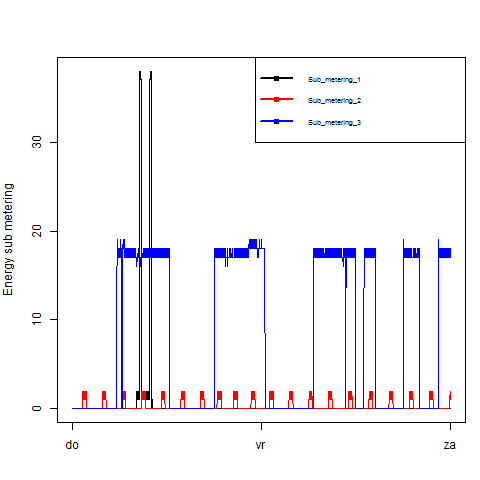 Sub_metering_1
Sub_metering_2
Sub_metering_3
Energy sub metering
30
20
10
0
do vr za